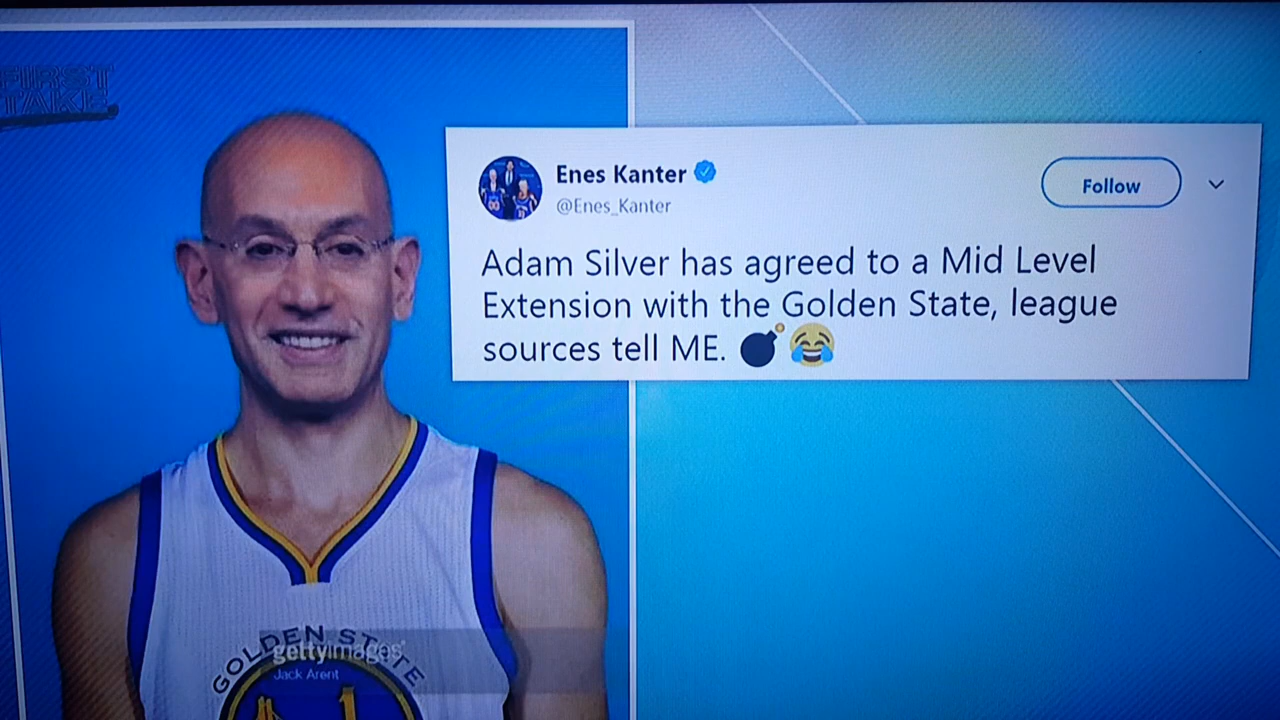 FIRST
TAKE
Enes Kanter
@Enes_Kanter
Follow
Adam Silver has agreed to a Mid Level
Extension with the Golden State, league
sources tell ME. 💣😂
GOLDEN STATE
gettyimages
Jack Arent